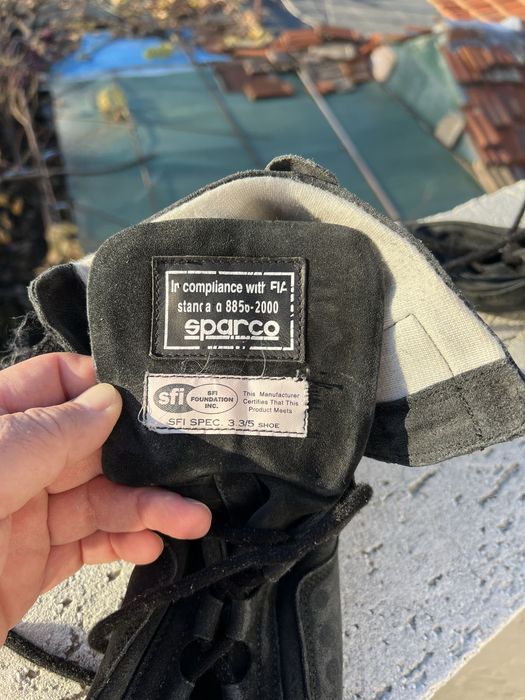 In compliance with FIA
standard 8856-2000
sparco
sfi
SFI
FOUNDATION
INC.
This Manufacturer
Certifies That This
Product Meets
SFI SPEC. 3.3/5 SHOE